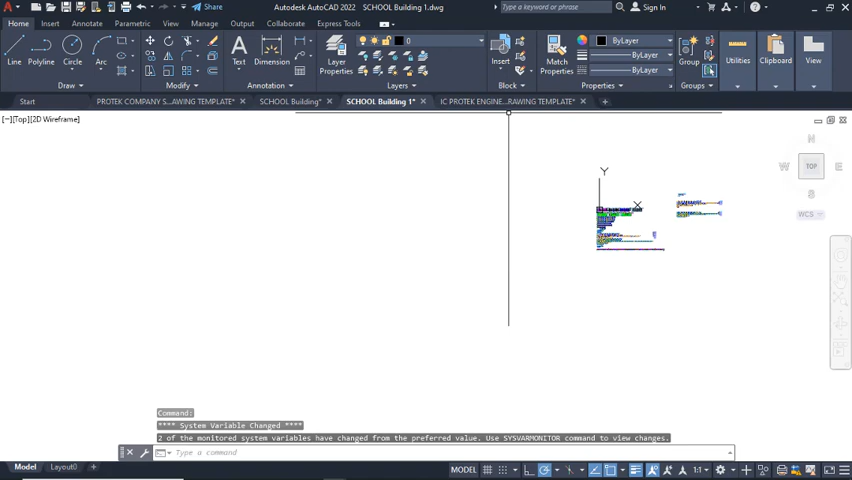 Share
Autodesk AutoCAD 2022 SCHOOL Building 1.dwg
Type a keyword or phrase
Sign In
Home Insert Annotate Parametric View Manage Output Collaborate Express Tools
Line Polyline Circle Arc
Text Dimension
Layer Properties
0
Insert
Match Properties
ByLayer
ByLayer
ByLayer
Group
Utilities
Clipboard
View
Draw Modify Annotation Layers Block Properties Groups
Start PROTEK COMPANY S...AWING TEMPLATE* SCHOOL Building* SCHOOL Building 1* IC PROTEK ENGINE...RAWING TEMPLATE*
[−][Top][2D Wireframe]
N
W TOP E
S
WCS
Y
X
Command:
**** System Variable Changed ****
2 of the monitored system variables have changed from the preferred value. Use SYSVARMONITOR command to view changes.
Type a command
Model Layout0 +
MODEL 1:1